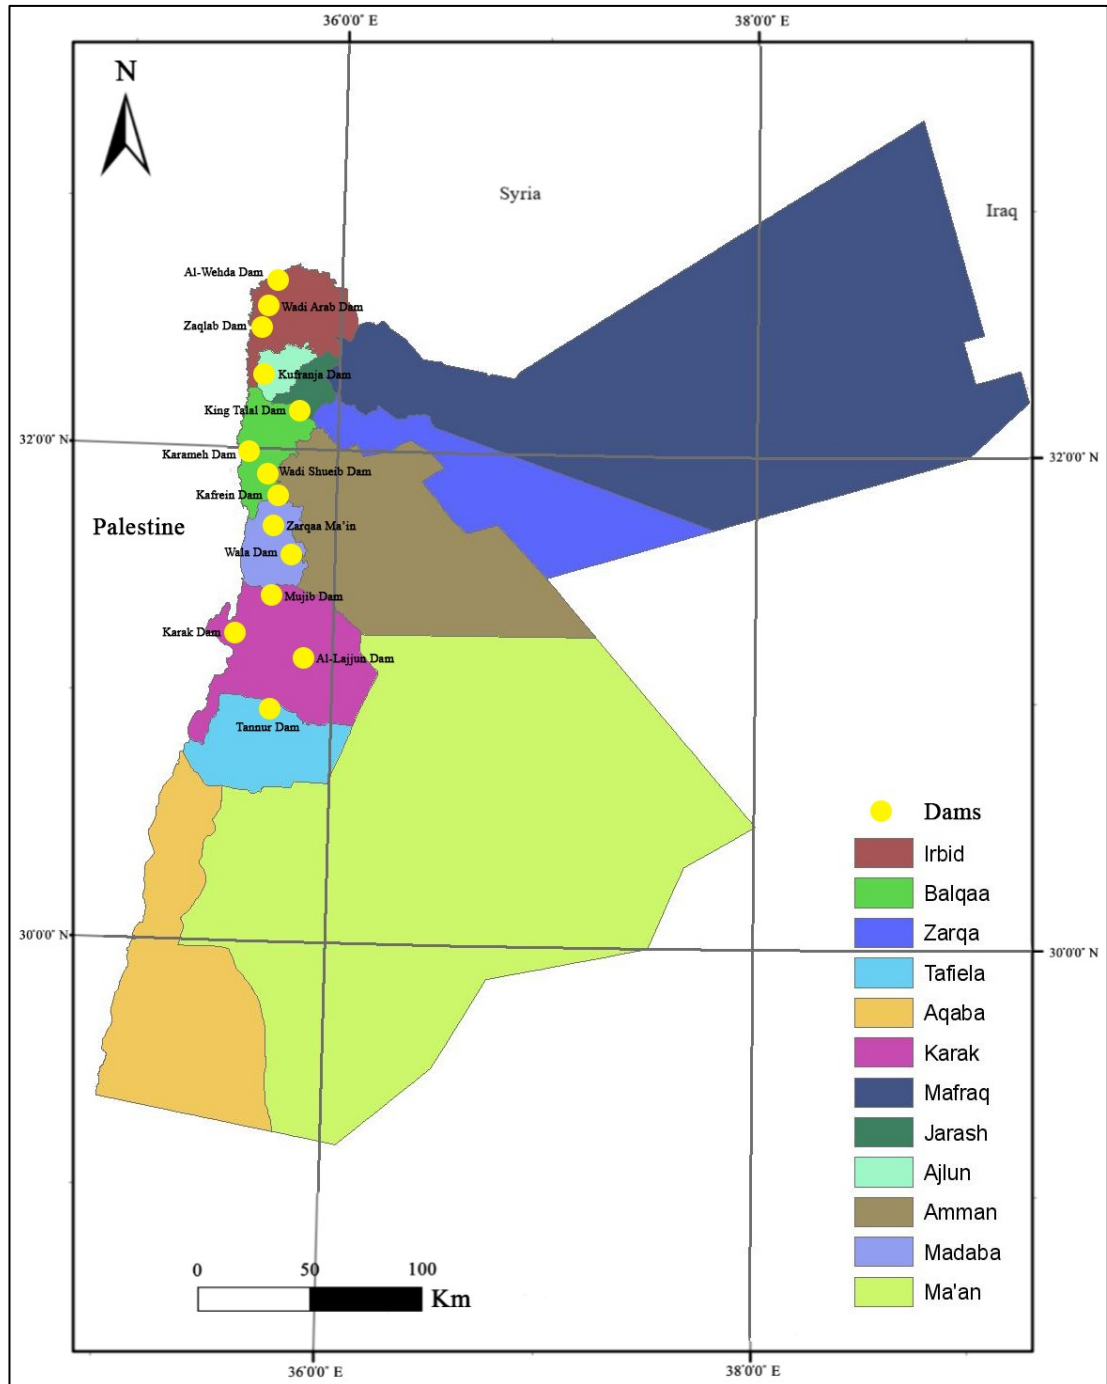 36°0'0" E
38°0'0" E
N
Syria
Iraq
Al-Wehda Dam
Wadi Arab Dam
Zaqlab Dam
Kufranja Dam
King Talal Dam
32°0'0" N
Karameh Dam
32°0'0" N
Wadi Shueib Dam
Kafrein Dam
Palestine
Zarqaa Ma'in
Wala Dam
Mujib Dam
Karak Dam
Al-Lajjun Dam
Tannur Dam
Dams
Irbid
Balqaa
Zarqa
30°0'0" N
30°0'0" N
Tafiela
Aqaba
Karak
Mafraq
Jarash
Ajlun
Amman
Madaba
Ma'an
0 50 100
Km
36°0'0" E
38°0'0" E